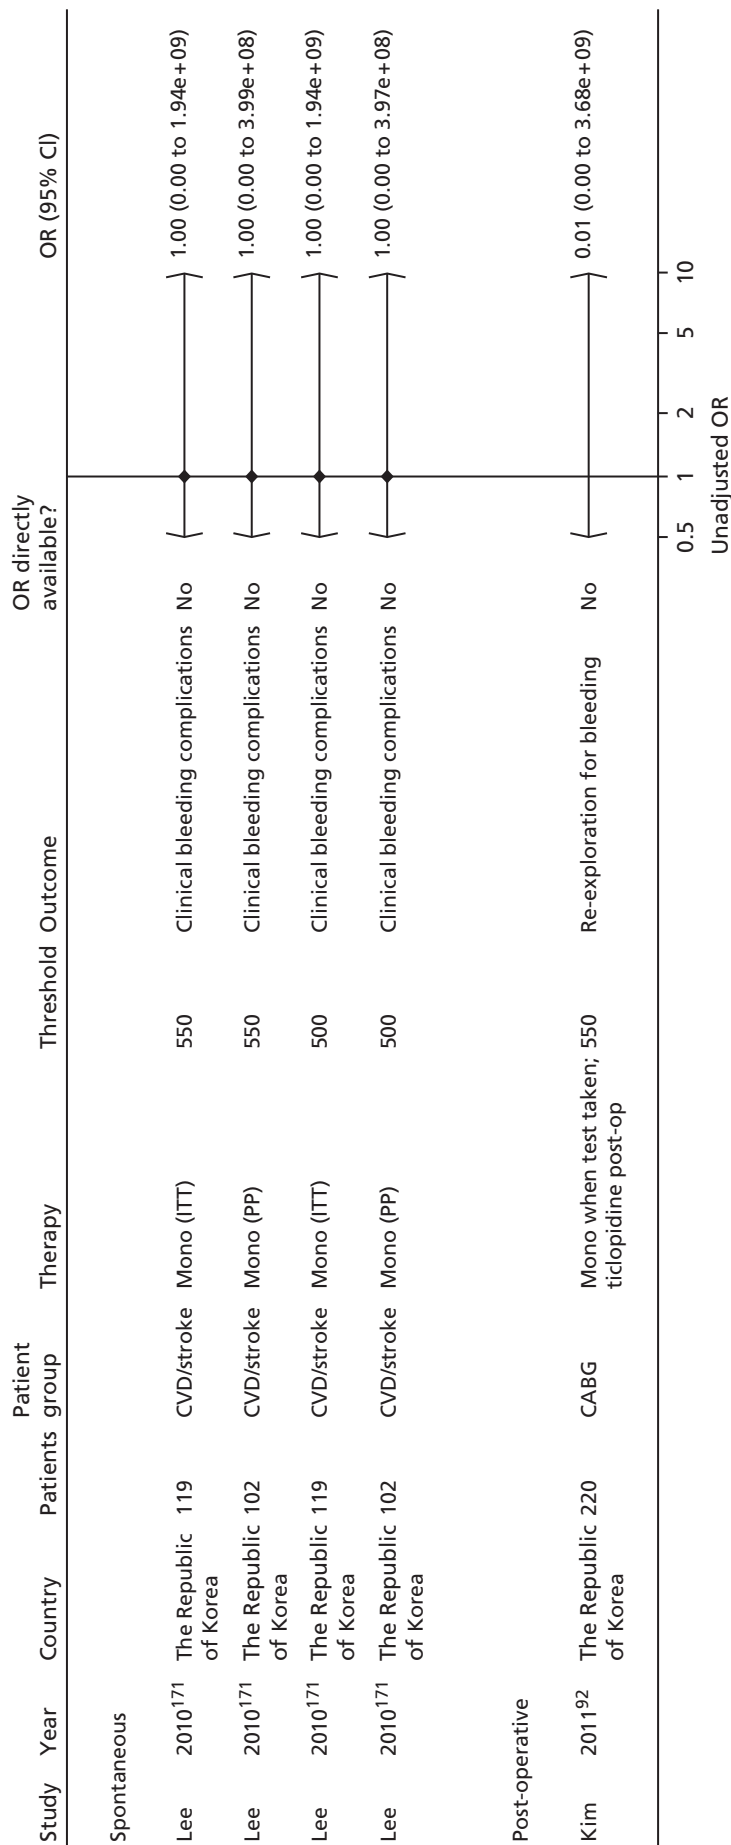 Study Year Country Patients Patient group Therapy Threshold Outcome OR directly available? OR (95% CI)
Spontaneous
Lee 2010171 The Republic of Korea 119 CVD/stroke Mono (ITT) 550 Clinical bleeding complications No 1.00 (0.00 to 1.94e+09)
Lee 2010171 The Republic of Korea 102 CVD/stroke Mono (PP) 550 Clinical bleeding complications No 1.00 (0.00 to 3.99e+08)
Lee 2010171 The Republic of Korea 119 CVD/stroke Mono (ITT) 500 Clinical bleeding complications No 1.00 (0.00 to 1.94e+09)
Lee 2010171 The Republic of Korea 102 CVD/stroke Mono (PP) 500 Clinical bleeding complications No 1.00 (0.00 to 3.97e+08)
Post-operative
Kim 201192 The Republic of Korea 220 CABG Mono when test taken; ticlopidine post-op 550 Re-exploration for bleeding No 0.01 (0.00 to 3.68e+09)
0.5 1 2 5 10
Unadjusted OR